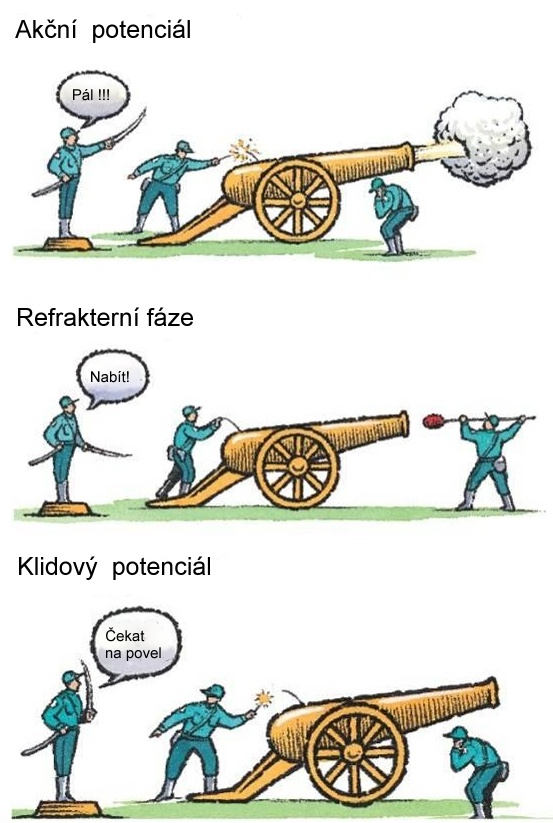 Akční potenciál
Pál !!!
Refrakterní fáze
Nabít!
Klidový potenciál
Čekat
na povel